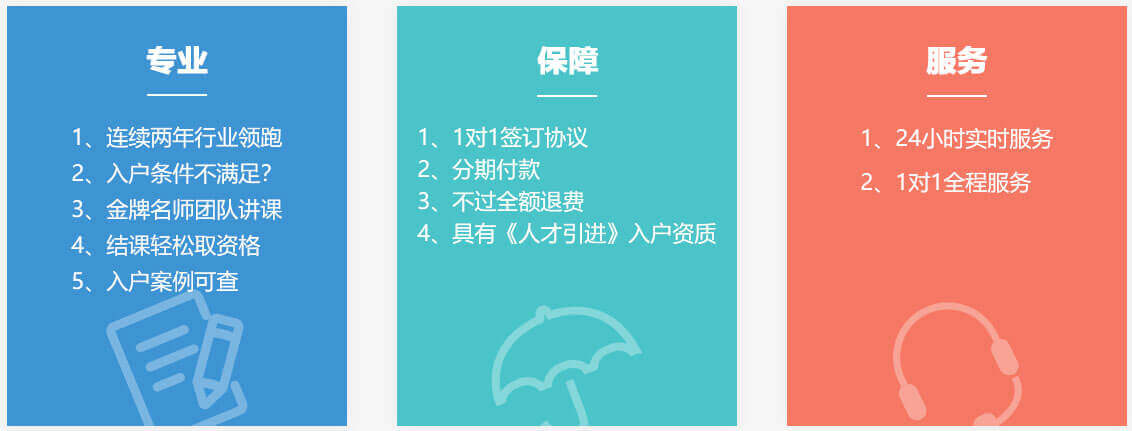 专业
1、连续两年行业领跑
2、入户条件不满足?
3、金牌名师团队讲课
4、结课轻松取资格
5、入户案例可查
保障
1、1对1签订协议
2、分期付款
3、不过全额退费
4、具有《人才引进》入户资质
服务
1、24小时实时服务
2、1对1全程服务